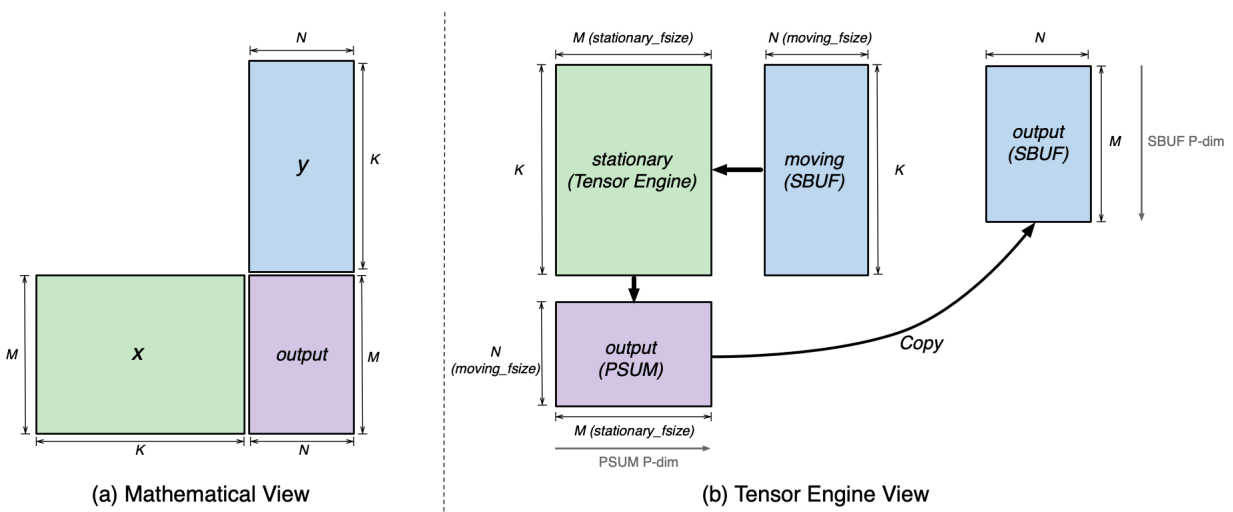 N
y
K
M
x
output
M
K
N
(a) Mathematical View
M (stationary_fsize)
N (moving_fsize)
K
stationary
(Tensor Engine)
moving
(SBUF)
K
N
output
(SBUF)
M
SBUF P-dim
N
(moving_fsize)
output
(PSUM)
Copy
M (stationary_fsize)
PSUM P-dim
(b) Tensor Engine View